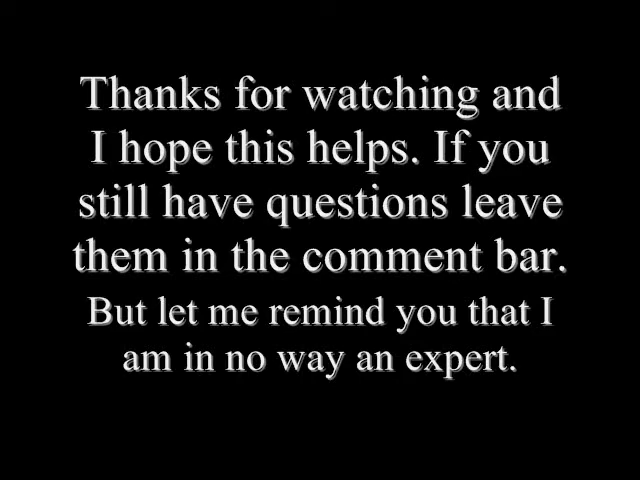 Thanks for watching and
I hope this helps. If you
still have questions leave
them in the comment bar.
But let me remind you that I
am in no way an expert.